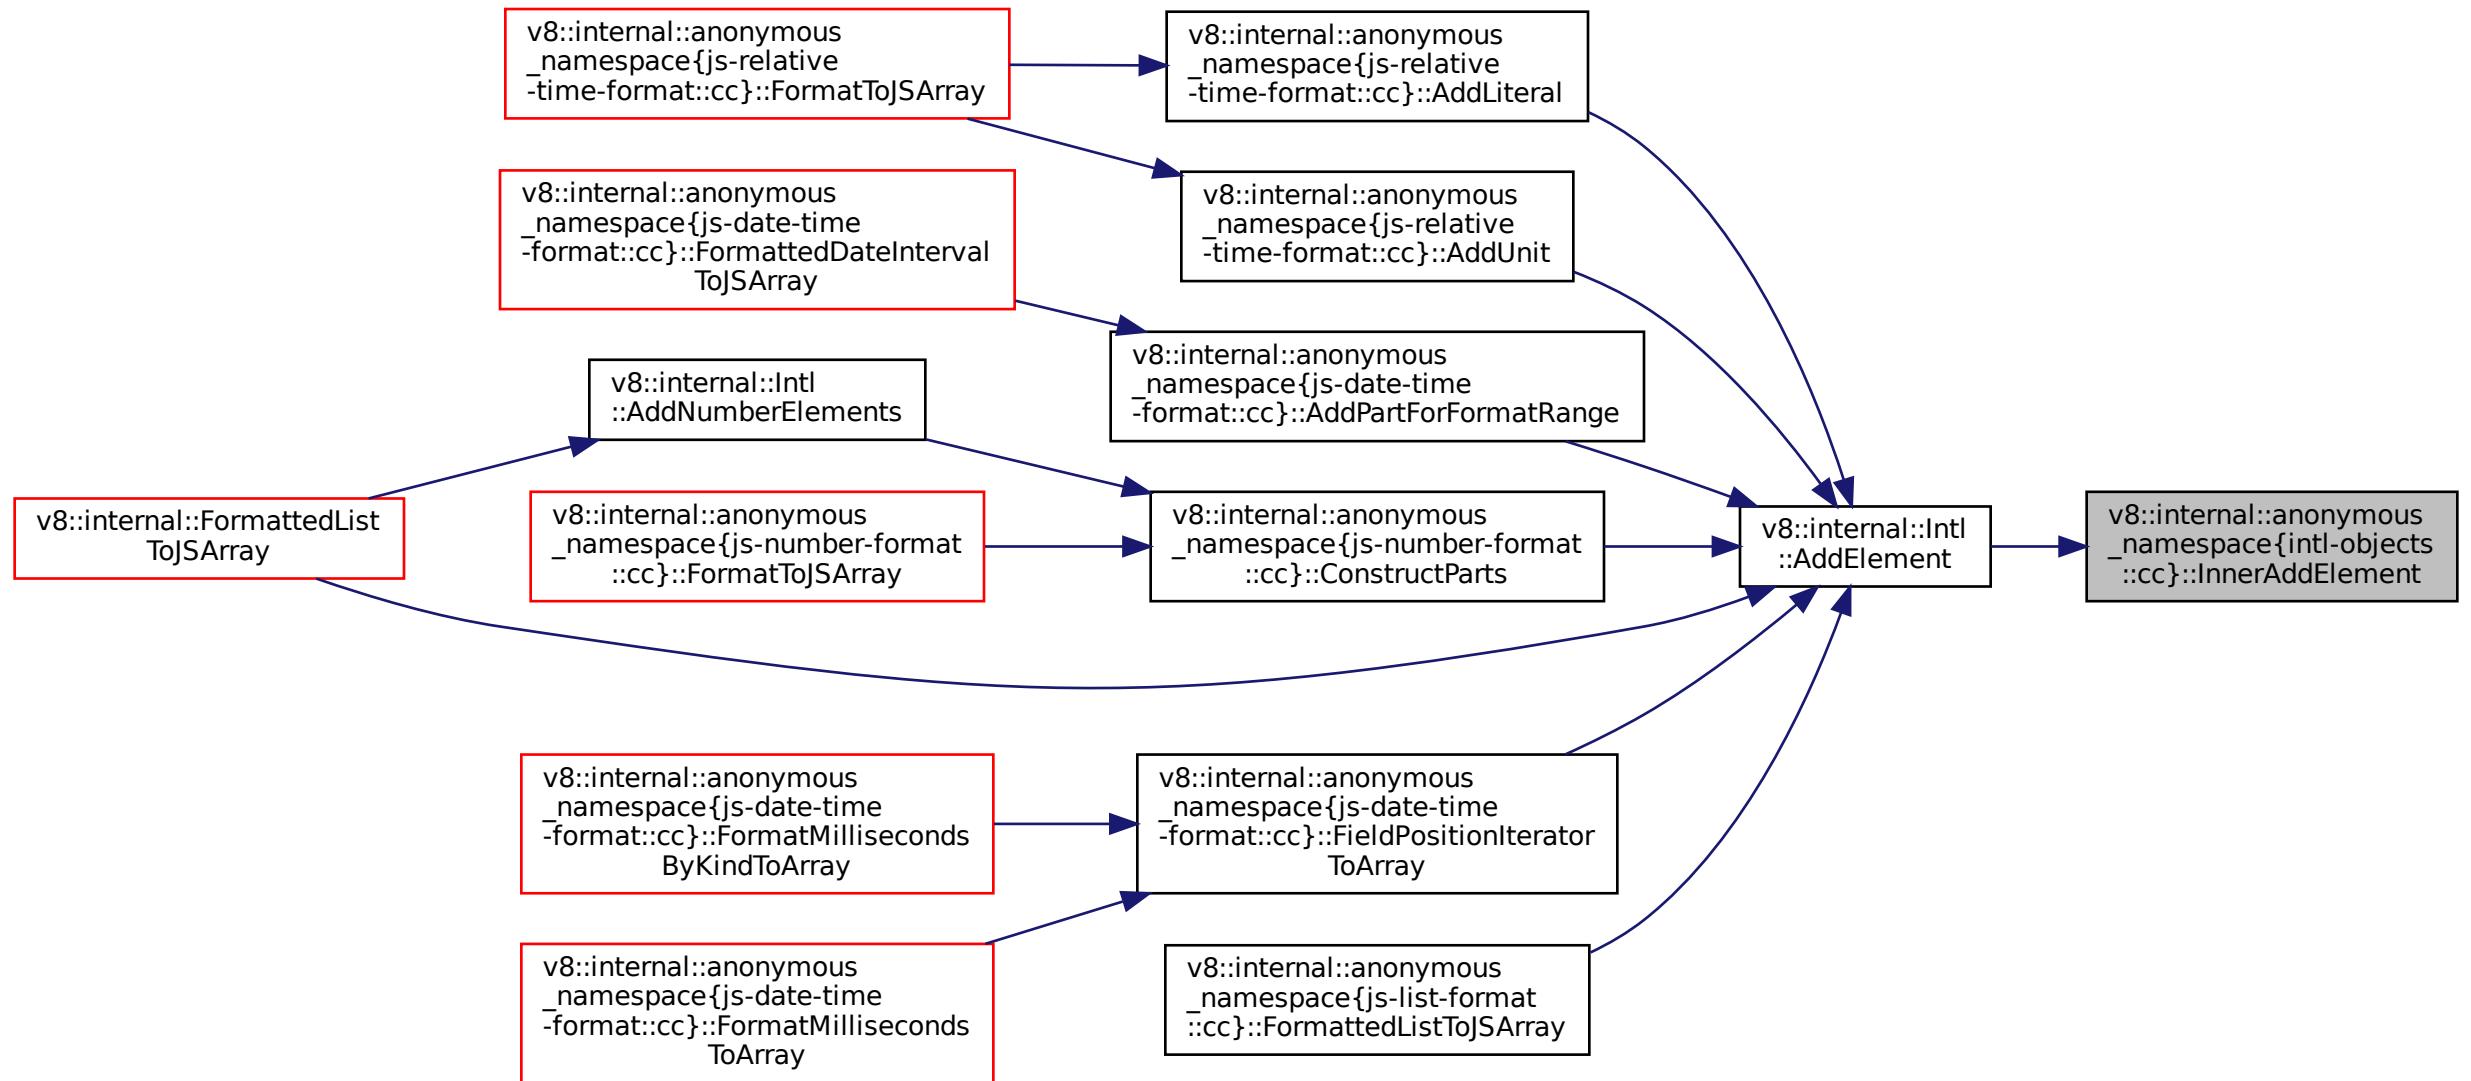 v8::internal::anonymous
_namespace{js-relative
-time-format::cc}::FormatToJSArray
v8::internal::anonymous
_namespace{js-relative
-time-format::cc}::AddLiteral
v8::internal::anonymous
_namespace{js-date-time
-format::cc}::FormattedDateInterval
ToJSArray
v8::internal::anonymous
_namespace{js-relative
-time-format::cc}::AddUnit
v8::internal::Intl
::AddNumberElements
v8::internal::anonymous
_namespace{js-date-time
-format::cc}::AddPartForFormatRange
v8::internal::FormattedList
ToJSArray
v8::internal::anonymous
_namespace{js-number-format
::cc}::FormatToJSArray
v8::internal::anonymous
_namespace{js-number-format
::cc}::ConstructParts
v8::internal::Intl
::AddElement
v8::internal::anonymous
_namespace{intl-objects
::cc}::InnerAddElement
v8::internal::anonymous
_namespace{js-date-time
-format::cc}::FormatMilliseconds
ByKindToArray
v8::internal::anonymous
_namespace{js-date-time
-format::cc}::FieldPositionIterator
ToArray
v8::internal::anonymous
_namespace{js-date-time
-format::cc}::FormatMilliseconds
ToArray
v8::internal::anonymous
_namespace{js-list-format
::cc}::FormattedListToJSArray